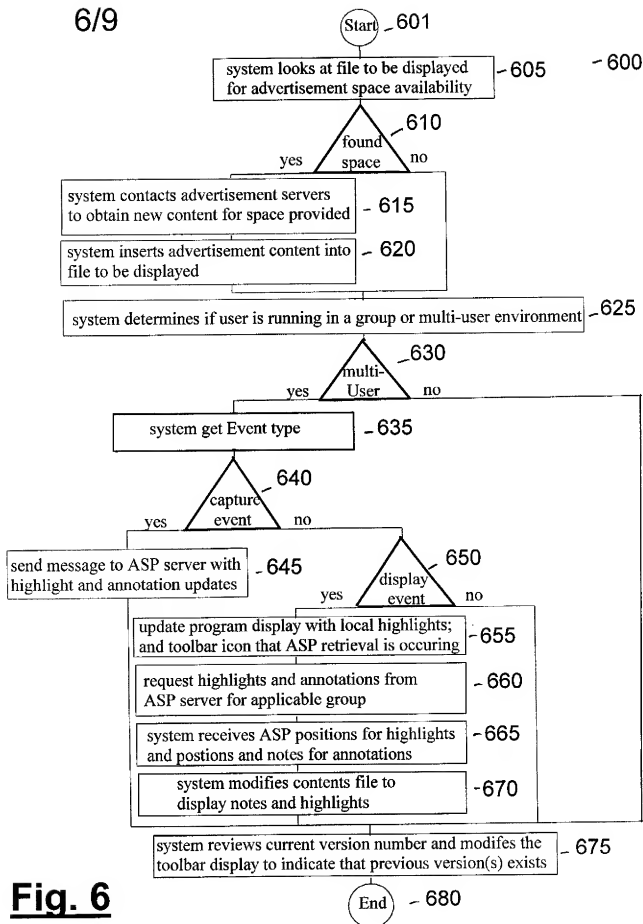 6/9
Start - 601
system looks at file to be displayed
for advertisement space availability
- 605
- 600
610
found
space
yes no
system contacts advertisement servers
to obtain new content for space provided
- 615
system inserts advertisement content into
file to be displayed
- 620
system determines if user is running in a group or multi-user environment
- 625
630
multi-
User
yes no
system get Event type - 635
640
capture
event
yes no
send message to ASP server with
highlight and annotation updates
- 645
650
display
event
yes no
update program display with local highlights;
and toolbar icon that ASP retrieval is occuring
- 655
request highlights and annotations from
ASP server for applicable group
- 660
system receives ASP positions for highlights
and postions and notes for annotations
- 665
system modifies contents file to
display notes and highlights
- 670
system reviews current version number and modifes the
toolbar display to indicate that previous version(s) exists
- 675
End - 680
Fig. 6